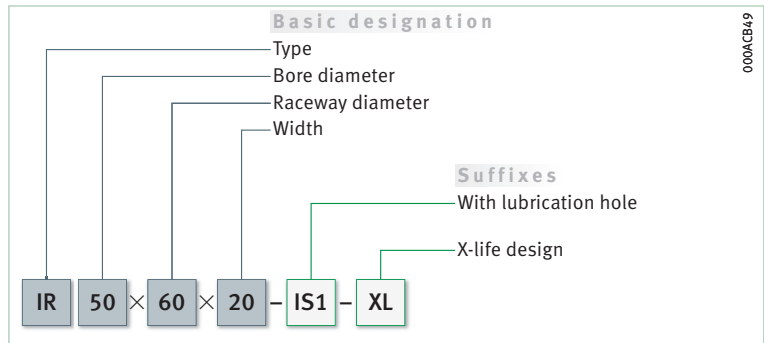 Basic designation
Type
Bore diameter
Raceway diameter
Width
Suffixes
With lubrication hole
X-life design
IR 50 × 60 × 20 – IS1 – XL
000ACB49